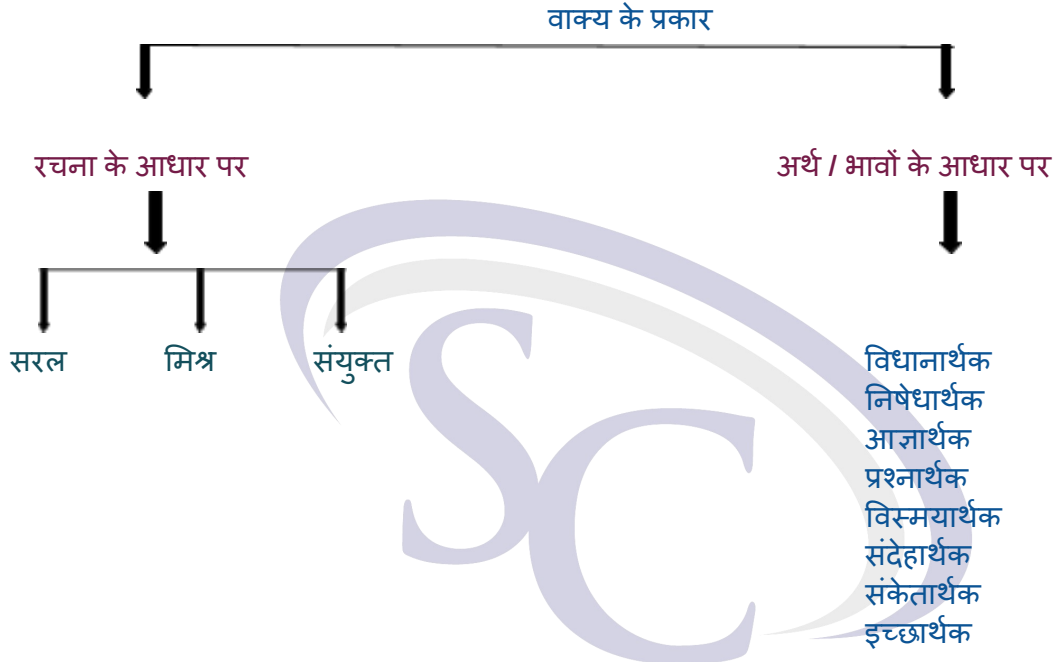 वाक्य के प्रकार
रचना के आधार पर
अर्थ / भावों के आधार पर
सरल
मिश्र
संयुक्त
विधानार्थक
निषेधार्थक
आज्ञार्थक
प्रश्नार्थक
विस्मयार्थक
संदेहार्थक
संकेतार्थक
इच्छार्थक
SC